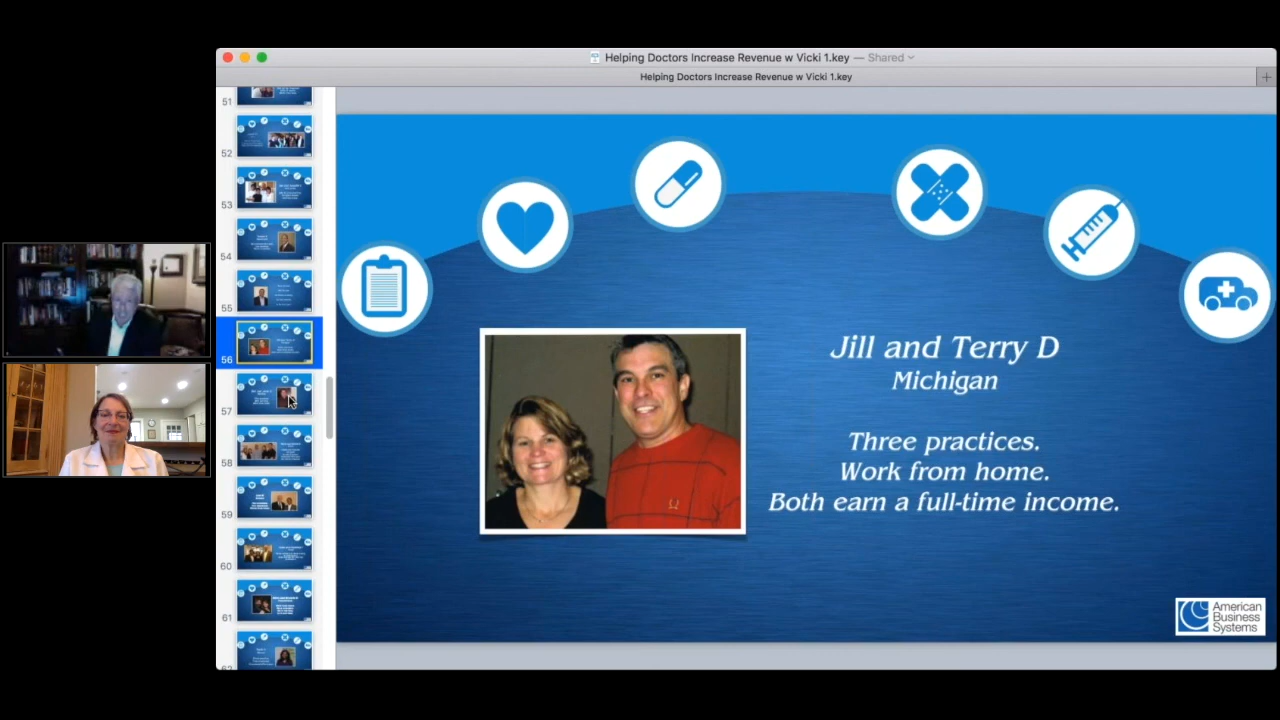 Helping Doctors Increase Revenue w Vicki 1.key — Shared
Helping Doctors Increase Revenue w Vicki 1.key
51
52
53
54
55
56
57
58
59
60
61
Jill and Terry D
Michigan
Three practices.
Work from home.
Both earn a full-time income.
American
Business
Systems